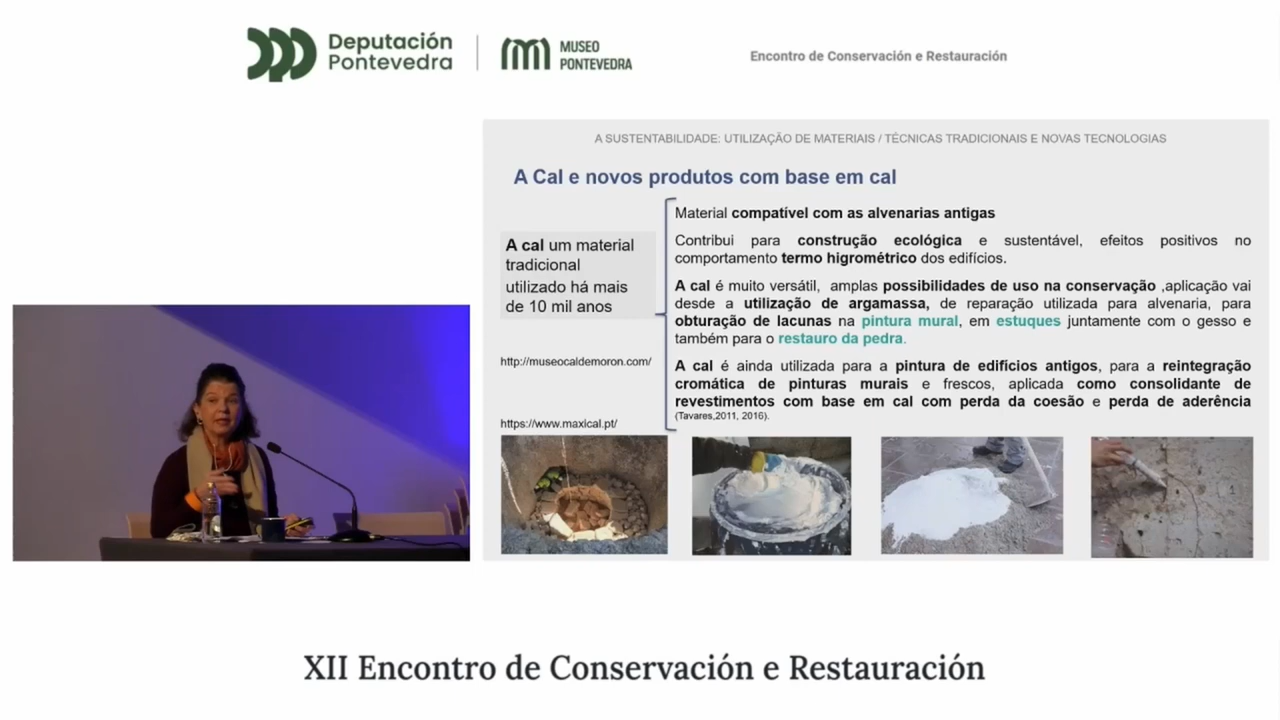 Deputación
Pontevedra
MUSEO
PONTEVEDRA
Encontro de Conservación e Restauración
A SUSTENTABILIDADE: UTILIZAÇÃO DE MATERIAIS / TÉCNICAS TRADICIONAIS E NOVAS TECNOLOGIAS
A Cal e novos produtos com base em cal
A cal um material
tradicional
utilizado há mais
de 10 mil anos
http://museocaldemoron.com/
https://www.maxical.pt/
Material compatível com as alvenarias antigas
Contribui para construção ecológica e sustentável, efeitos positivos no
comportamento termo higrométrico dos edifícios.
A cal é muito versátil, amplas possibilidades de uso na conservação ,aplicação vai
desde a utilização de argamassa, de reparação utilizada para alvenaria, para
obturação de lacunas na pintura mural, em estuques juntamente com o gesso e
também para o restauro da pedra.
A cal é ainda utilizada para a pintura de edifícios antigos, para a reintegração
cromática de pinturas murais e frescos, aplicada como consolidante de
revestimentos com base em cal com perda da coesão e perda de aderência
(Tavares,2011, 2016).
XII Encontro de Conservación e Restauración